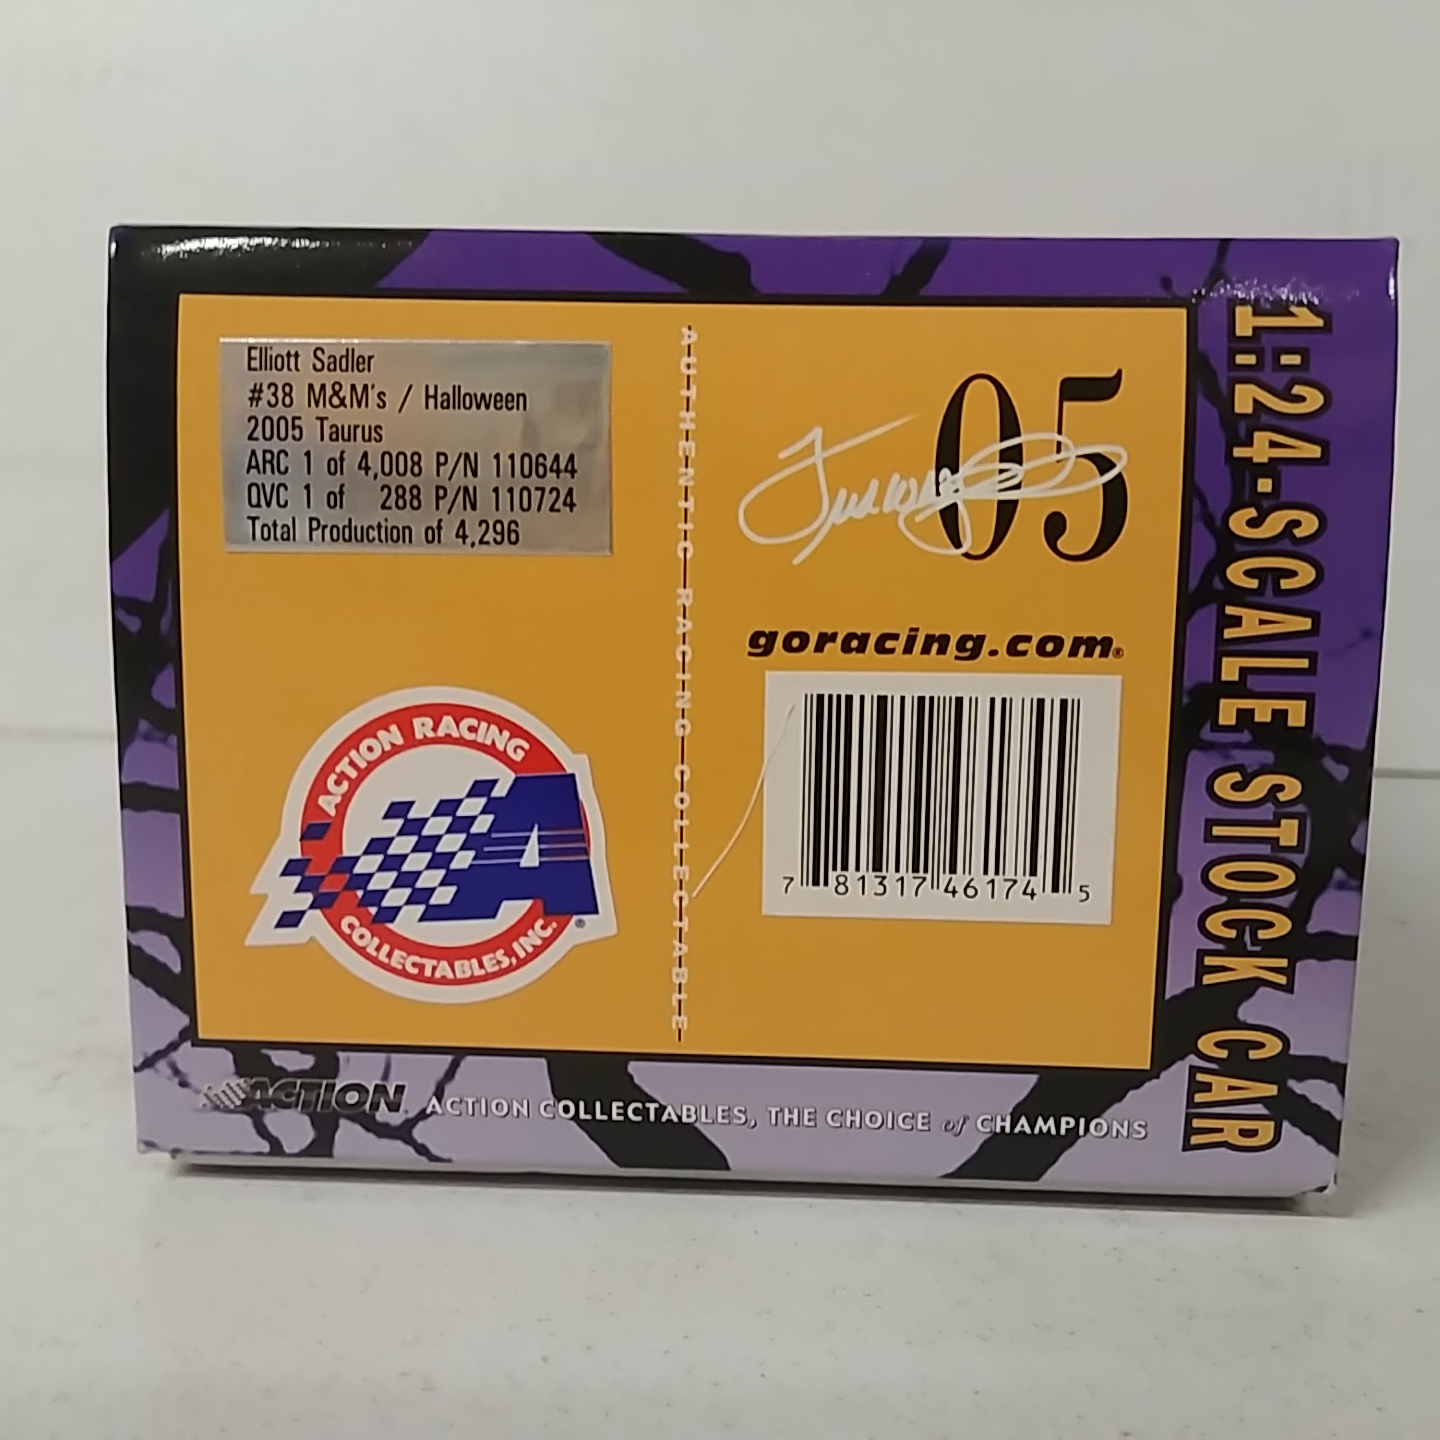 Elliott Sadler
#38 M&M's / Halloween
2005 Taurus
ARC 1 of 4,008 P/N 110644
QVC 1 of 288 P/N 110724
Total Production of 4,296
AUTHENTIC RACING COLLECTABLE
05
goracing.com®
7 81317 46174 5
ACTION RACING
A
COLLECTABLES, INC.®
1:24-SCALE STOCK CAR
ACTION
ACTION COLLECTABLES, THE CHOICE of CHAMPIONS